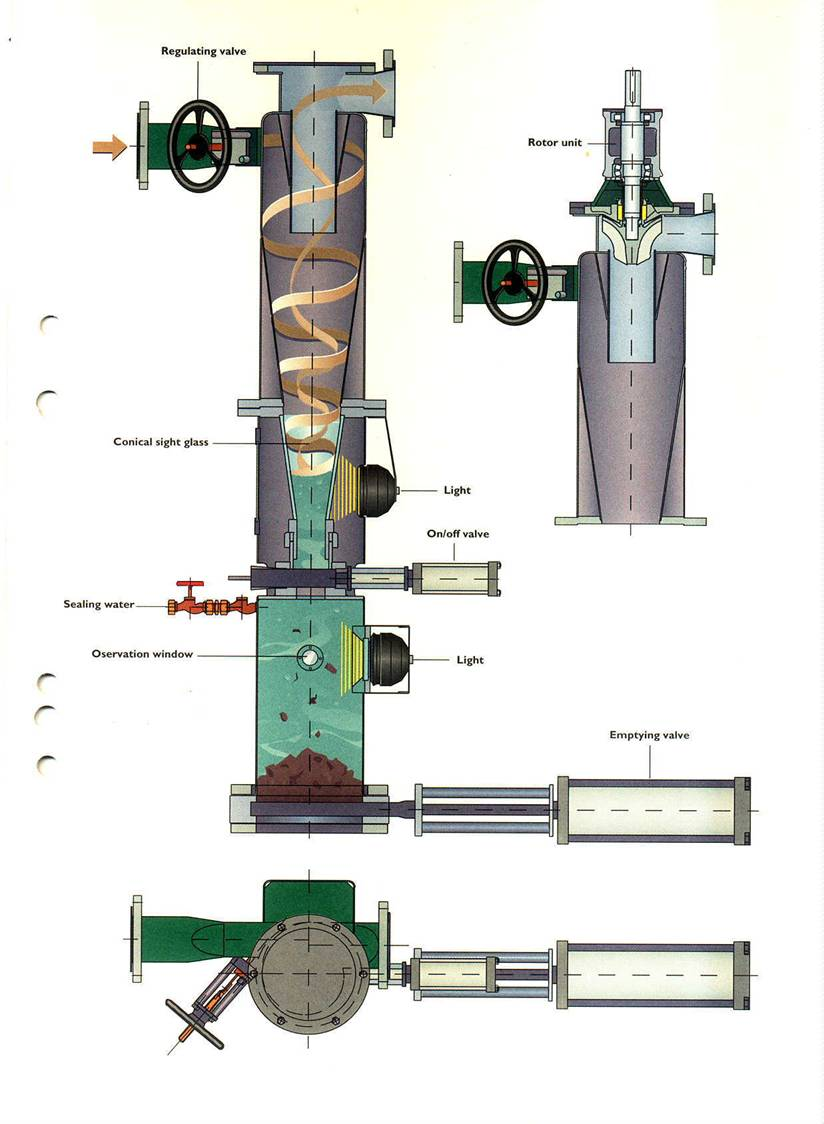 Regulating valve
Rotor unit
Conical sight glass
Light
On/off valve
Sealing water
Oservation window
Light
Emptying valve